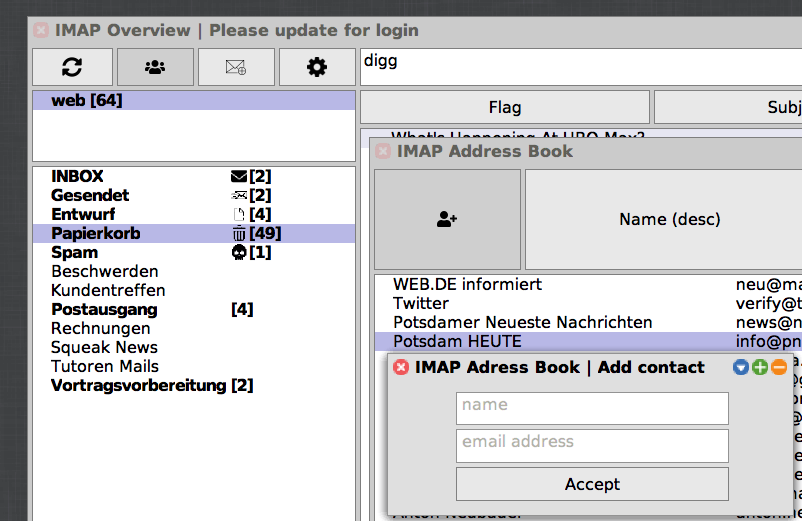 IMAP Overview | Please update for login
digg
web [64]
Flag
Subj
What's Happening At HBO Max?
INBOX [2]
Gesendet [2]
Entwurf [4]
Papierkorb [49]
Spam [1]
Beschwerden
Kundentreffen
Postausgang [4]
Rechnungen
Squeak News
Tutoren Mails
Vortragsvorbereitung [2]
IMAP Address Book
Name (desc)
WEB.DE informiert neu@ma
Twitter verify@t
Potsdamer Neueste Nachrichten news@n
Potsdam HEUTE info@pn
IMAP Adress Book | Add contact
name
email address
Accept